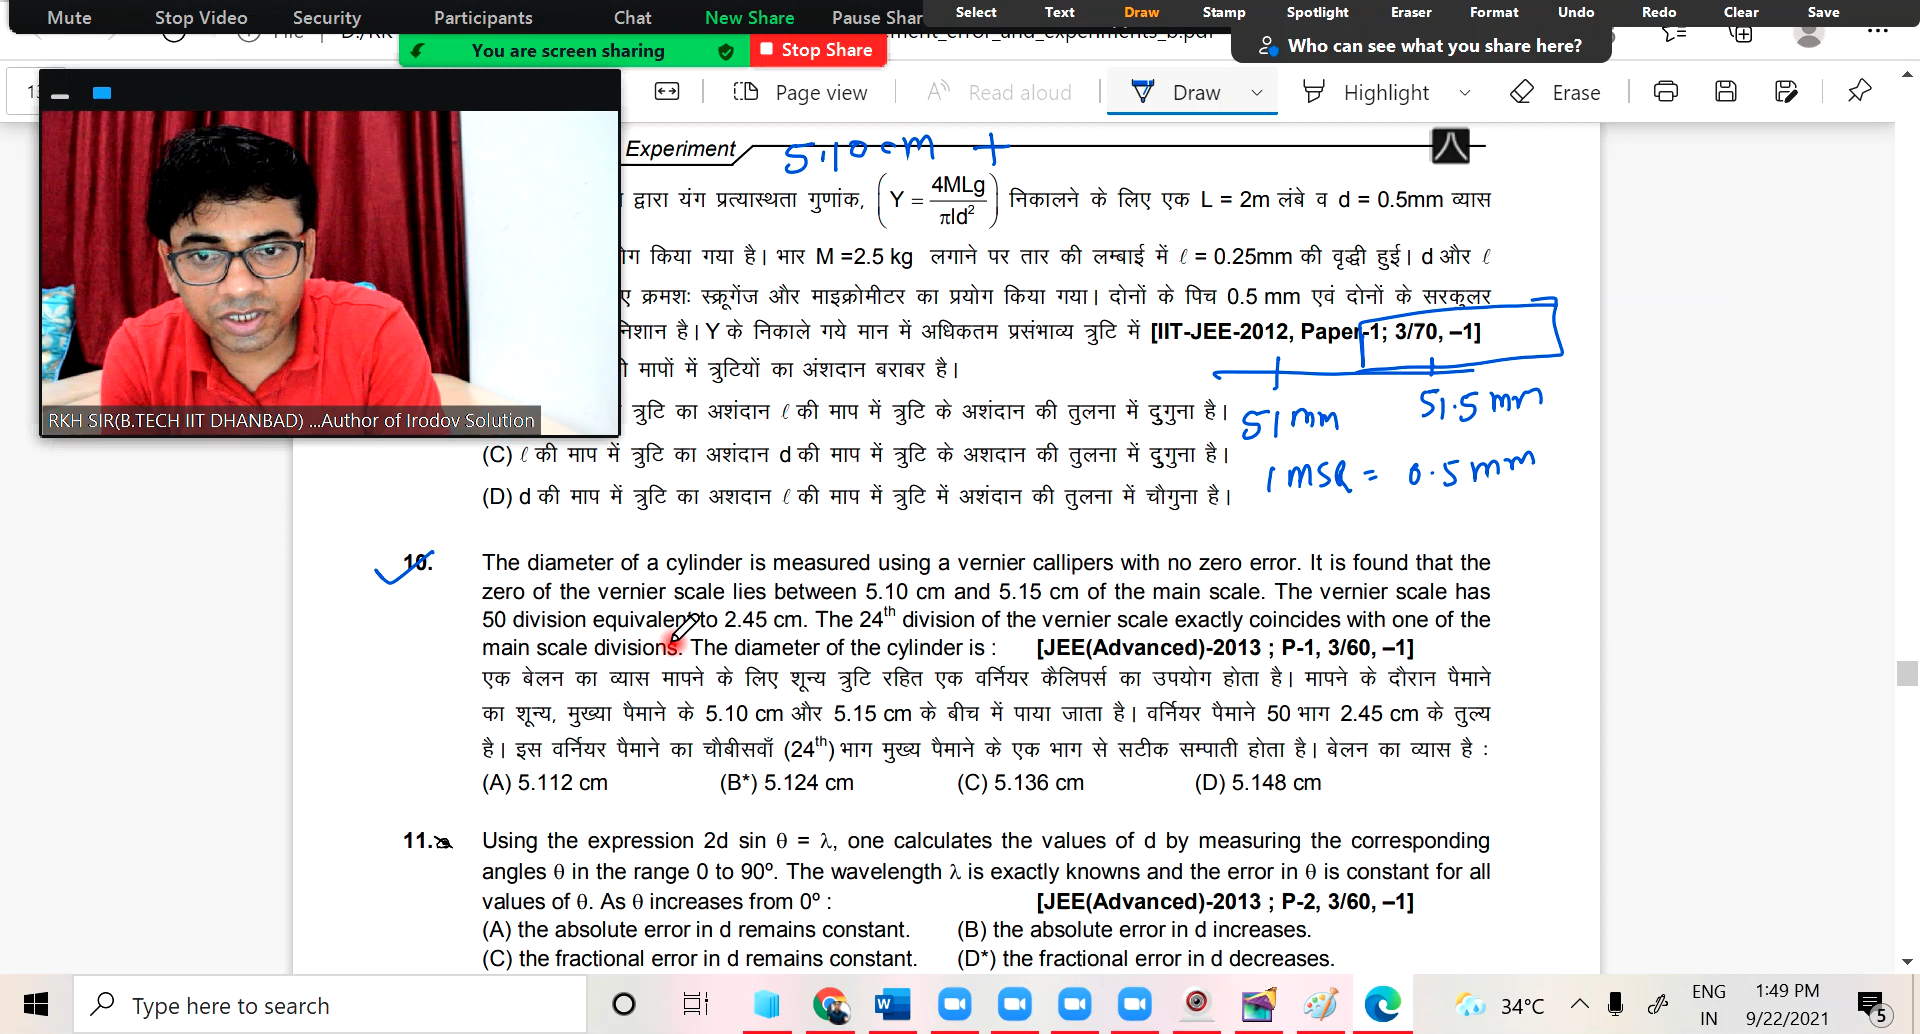 Mute Stop Video Security Participants Chat New Share Pause Shar Select Text Draw Stamp Spotlight Eraser Format Undo Redo Clear Save
You are screen sharing Stop Share Who can see what you share here?
Page view Read aloud Draw Highlight Erase
Experiment 5.10 cm +
द्वारा यंग प्रत्यास्थता गुणांक, (Y = 4MLg / πld²) निकालने के लिए एक L = 2m लंबे व d = 0.5mm व्यास
किया गया है। भार M =2.5 kg लगाने पर तार की लम्बाई में ℓ = 0.25mm की वृद्धी हुई। d और ℓ
क्रमशः स्क्रूगेंज और माइक्रोमीटर का प्रयोग किया गया। दोनों के पिच 0.5 mm एवं दोनों के सरकुलर
निशान है। Y के निकाले गये मान में अधिकतम प्रसंभाव्य त्रुटि में [IIT-JEE-2012, Paper-1; 3/70, –1]
मापों में त्रुटियों का अंशदान बराबर है।
51 mm 51.5 mm
त्रुटि का अशंदान ℓ की माप में त्रुटि के अशंदान की तुलना में दुगुना है।
(C) ℓ की माप में त्रुटि का अशंदान d की माप में त्रुटि के अशदान की तुलना में दुगुना है।
1 MSR = 0.5 mm
(D) d की माप में त्रुटि का अशदान ℓ की माप में त्रुटि में अशंदान की तुलना में चौगुना है।
RKH SIR(B.TECH IIT DHANBAD) ...Author of Irodov Solution
10. The diameter of a cylinder is measured using a vernier callipers with no zero error. It is found that the
zero of the vernier scale lies between 5.10 cm and 5.15 cm of the main scale. The vernier scale has
50 division equivalent to 2.45 cm. The 24th division of the vernier scale exactly coincides with one of the
main scale divisions. The diameter of the cylinder is : [JEE(Advanced)-2013 ; P-1, 3/60, –1]
एक बेलन का व्यास मापने के लिए शून्य त्रुटि रहित एक वर्नियर कैलिपर्स का उपयोग होता है। मापने के दौरान पैमाने
का शून्य, मुख्या पैमाने के 5.10 cm और 5.15 cm के बीच में पाया जाता है। वर्नियर पैमाने 50 भाग 2.45 cm के तुल्य
है। इस वर्नियर पैमाने का चौबीसवाँ (24th) भाग मुख्य पैमाने के एक भाग से सटीक सम्पाती होता है। बेलन का व्यास है :
(A) 5.112 cm (B*) 5.124 cm (C) 5.136 cm (D) 5.148 cm
11. Using the expression 2d sin θ = λ, one calculates the values of d by measuring the corresponding
angles θ in the range 0 to 90º. The wavelength λ is exactly knowns and the error in θ is constant for all
values of θ. As θ increases from 0º : [JEE(Advanced)-2013 ; P-2, 3/60, –1]
(A) the absolute error in d remains constant. (B) the absolute error in d increases.
(C) the fractional error in d remains constant. (D*) the fractional error in d decreases.
Type here to search 34°C ENG 1:49 PM
IN 9/22/2021 5